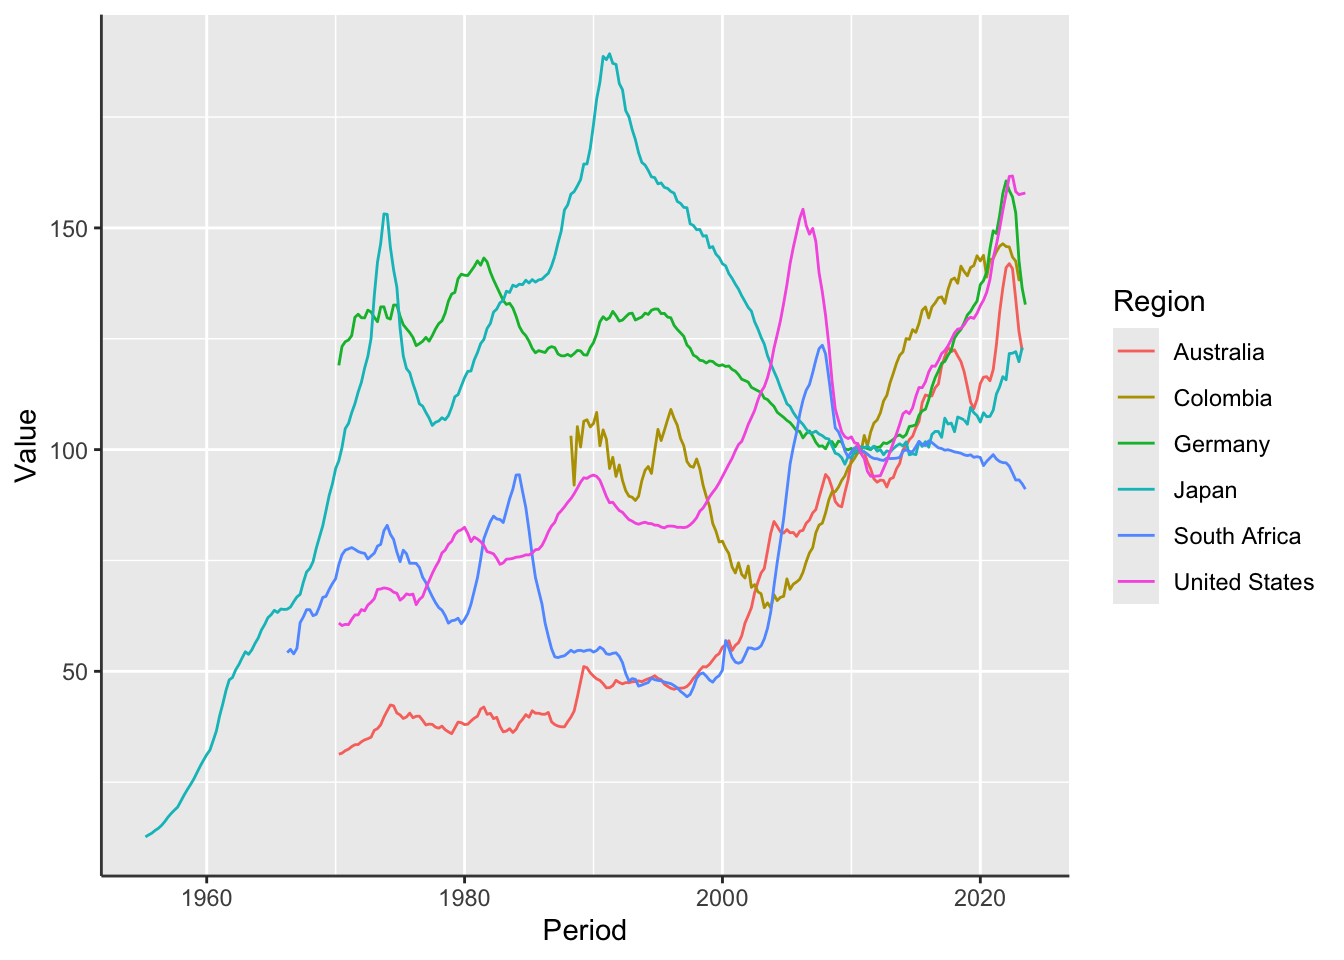 150
100
50
Value
1960
1980
2000
2020
Period
Region
Australia
Colombia
Germany
Japan
South Africa
United States